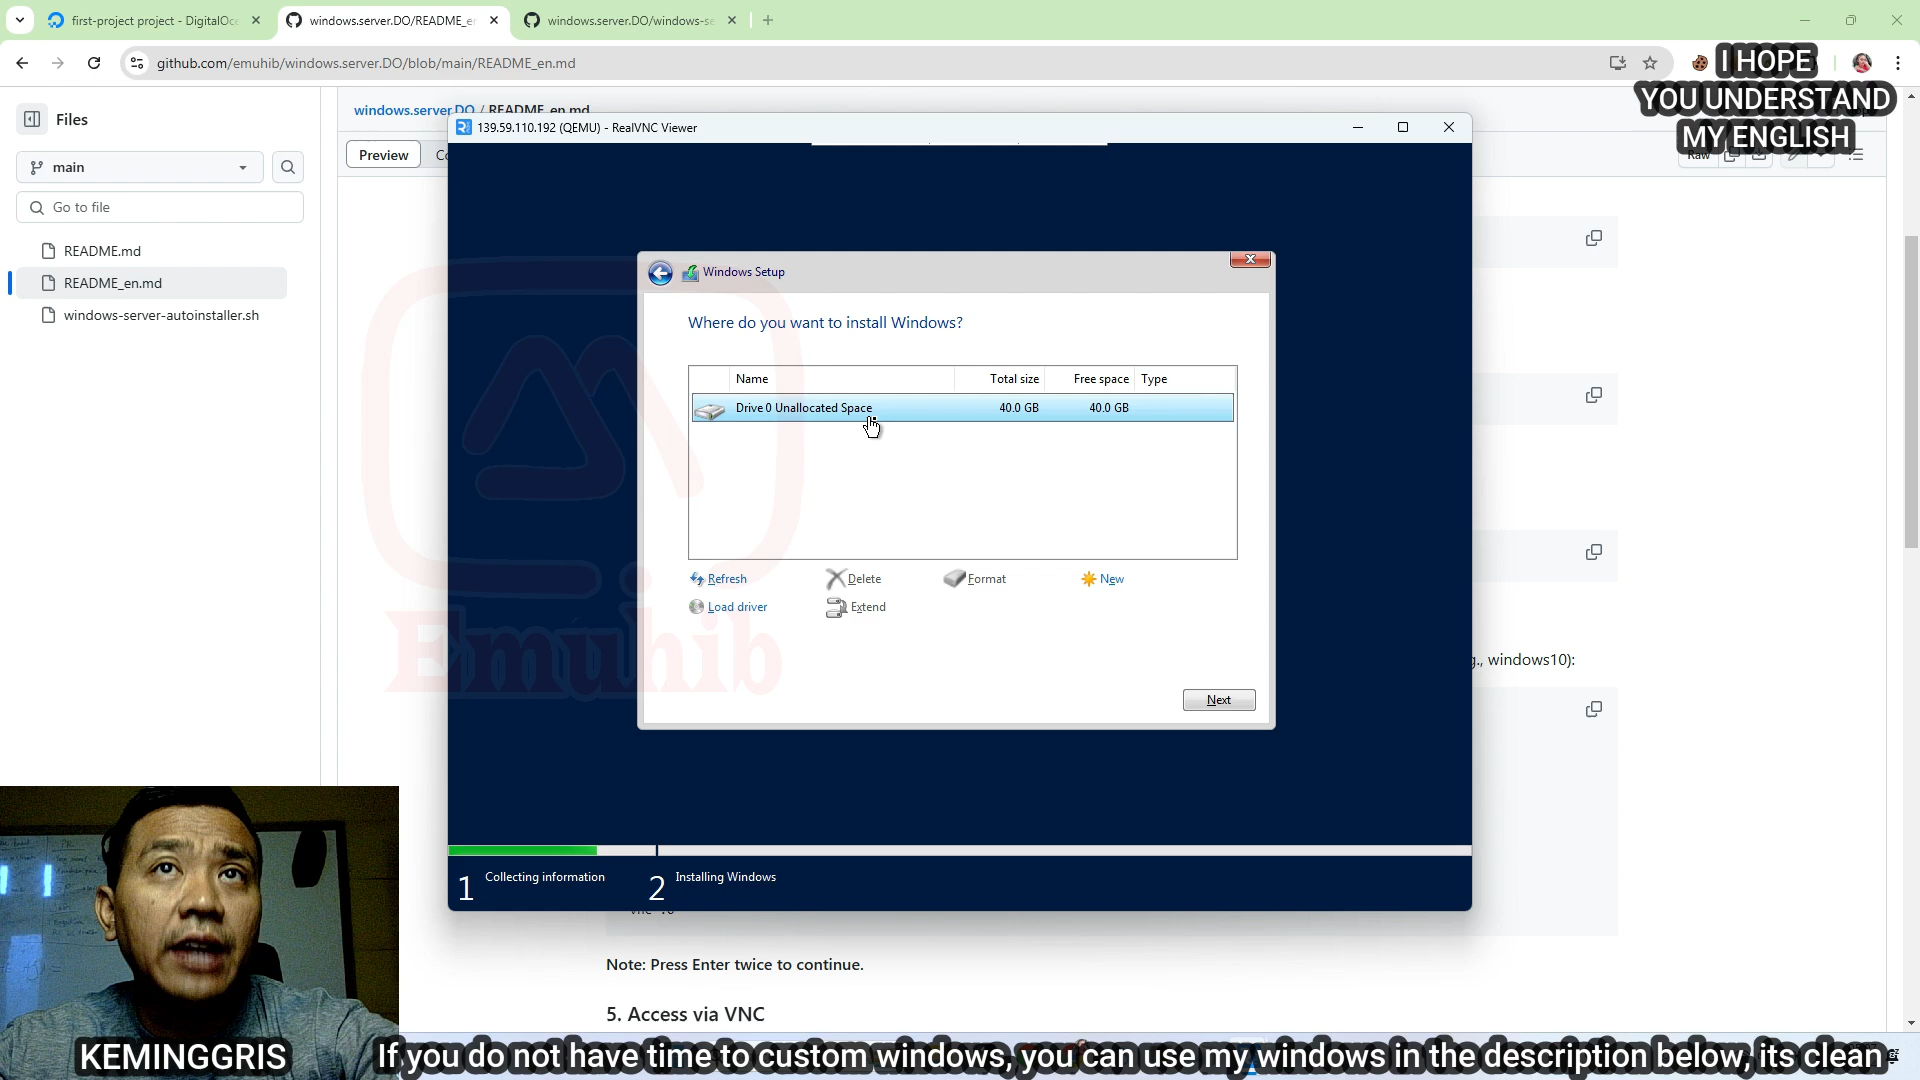 first-project project - DigitalOce
windows.server.DO/README_e
windows.server.DO/windows-se
github.com/emuhib/windows.server.DO/blob/main/README_en.md
I HOPE
YOU UNDERSTAND
MY ENGLISH
Files
windows.server.DO / README_en.md
main
Preview
Raw
Go to file
README.md
README_en.md
windows-server-autoinstaller.sh
139.59.110.192 (QEMU) - RealVNC Viewer
Windows Setup
Where do you want to install Windows?
Name Total size Free space Type
Drive 0 Unallocated Space 40.0 GB 40.0 GB
Refresh Delete Format New
Load driver Extend
Emuhib
Next
., windows10):
1 Collecting information 2 Installing Windows
Note: Press Enter twice to continue.
5. Access via VNC
KEMINGGRIS
If you do not have time to custom windows, you can use my windows in the description below, its clean